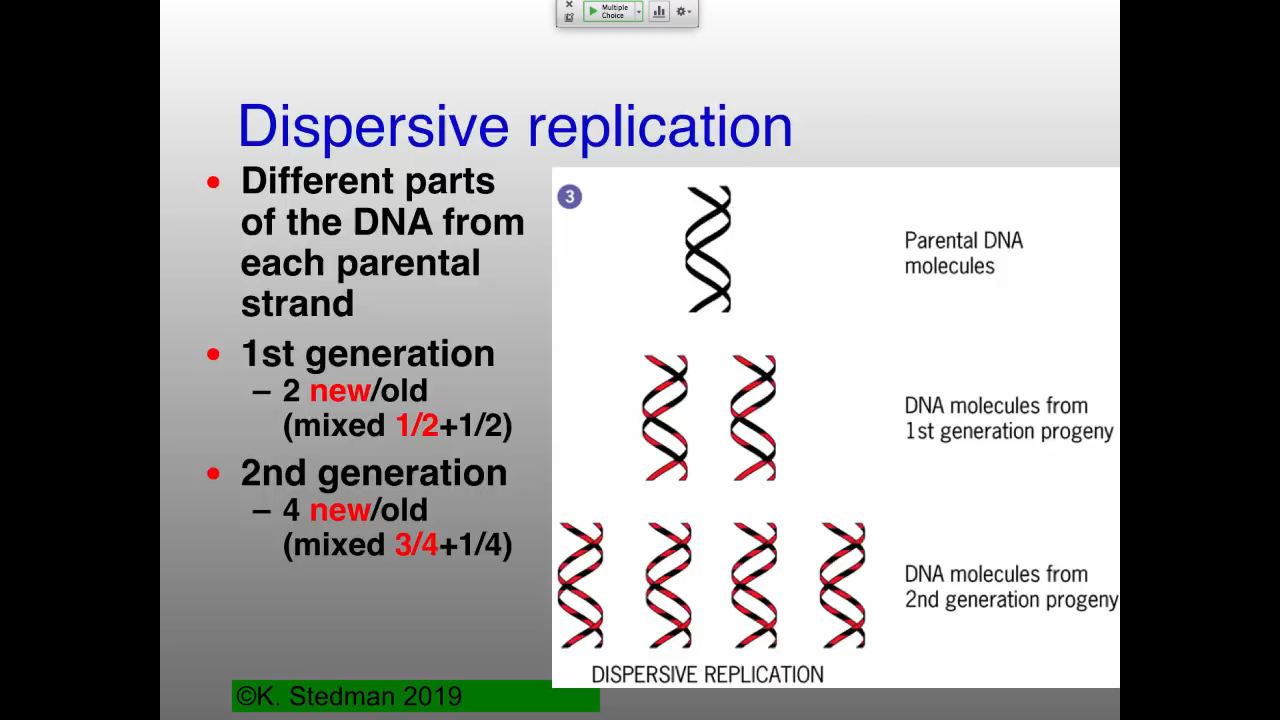 Multiple
Choice
Dispersive replication
• Different parts
of the DNA from
each parental
strand
• 1st generation
– 2 new/old
(mixed 1/2+1/2)
• 2nd generation
– 4 new/old
(mixed 3/4+1/4)
©K. Stedman 2019
3
Parental DNA
molecules
DNA molecules from
1st generation progeny
DNA molecules from
2nd generation progeny
DISPERSIVE REPLICATION